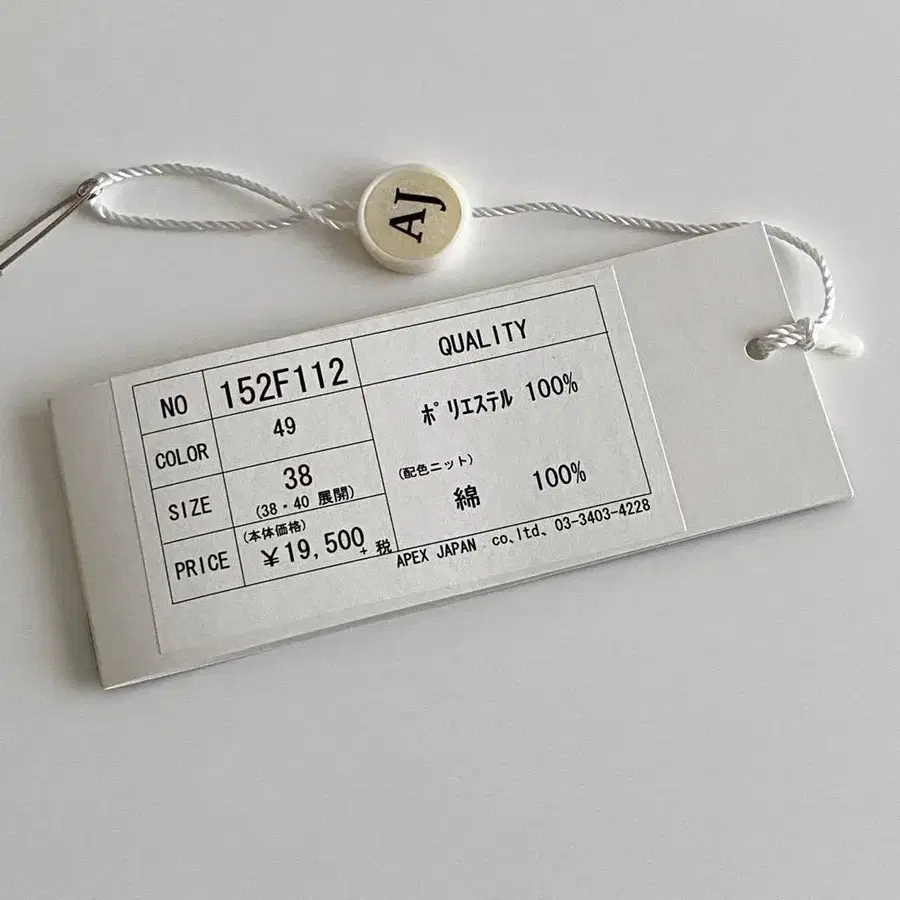 AJ
NO 152F112
COLOR 49
SIZE 38
(38・40 展開)
PRICE (本体価格)
¥19,500+ 税
QUALITY
ポリエステル 100%
(配色ニット)
綿 100%
APEX JAPAN co,ltd、03-3403-4228